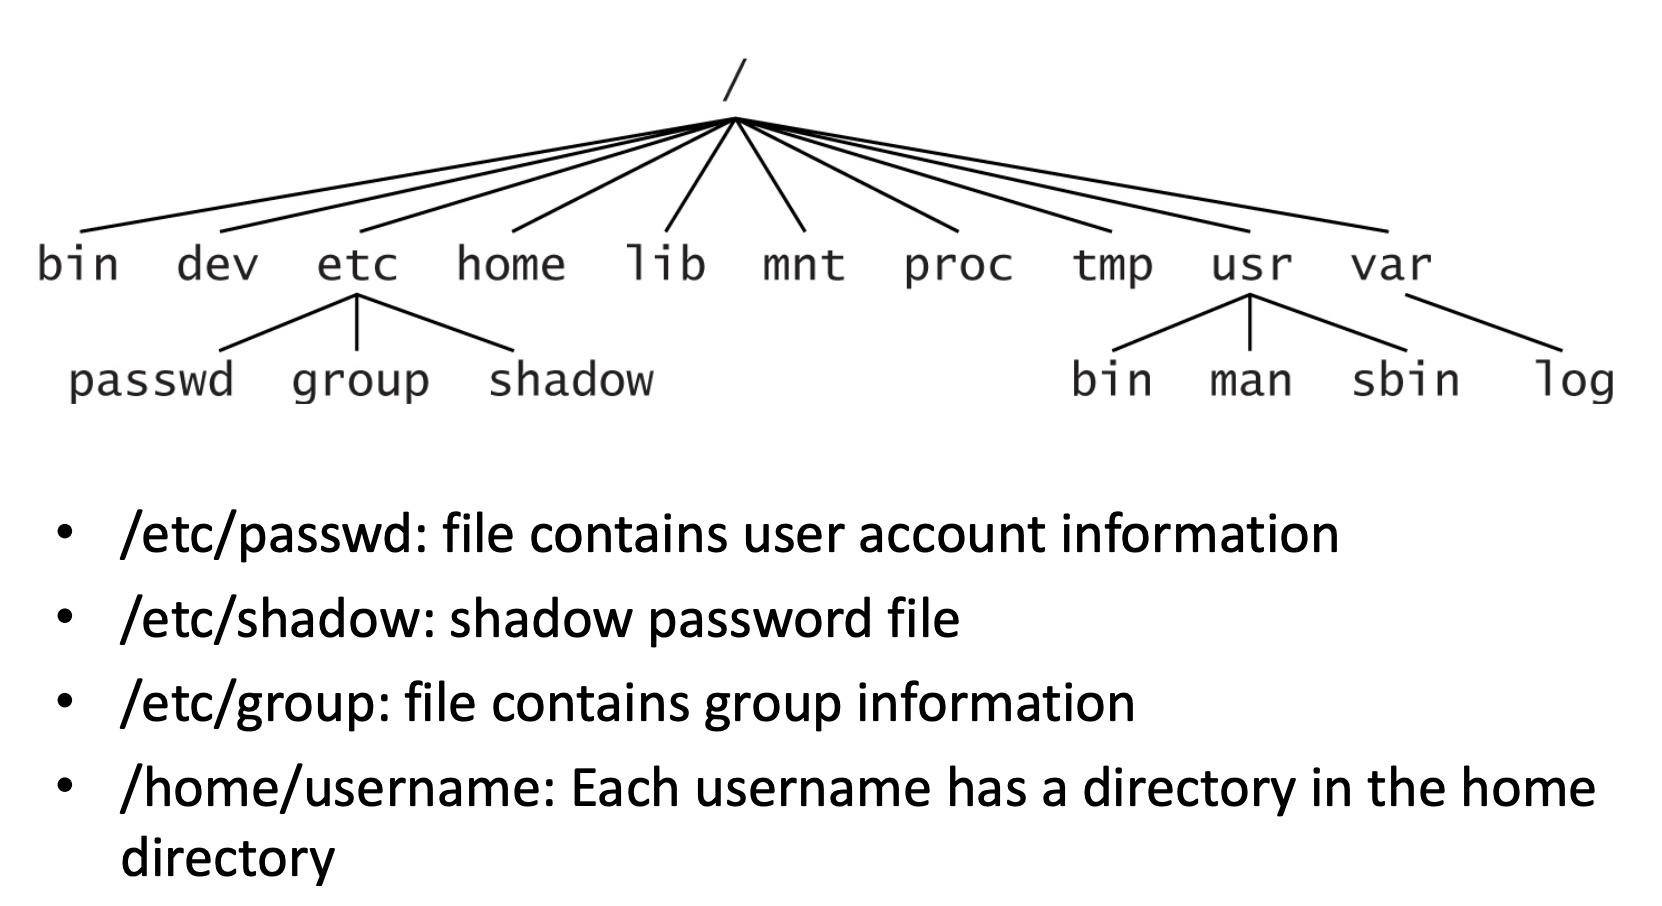 /
bin dev etc home lib mnt proc tmp usr var
passwd group shadow bin man sbin log
• /etc/passwd: file contains user account information
• /etc/shadow: shadow password file
• /etc/group: file contains group information
• /home/username: Each username has a directory in the home
directory